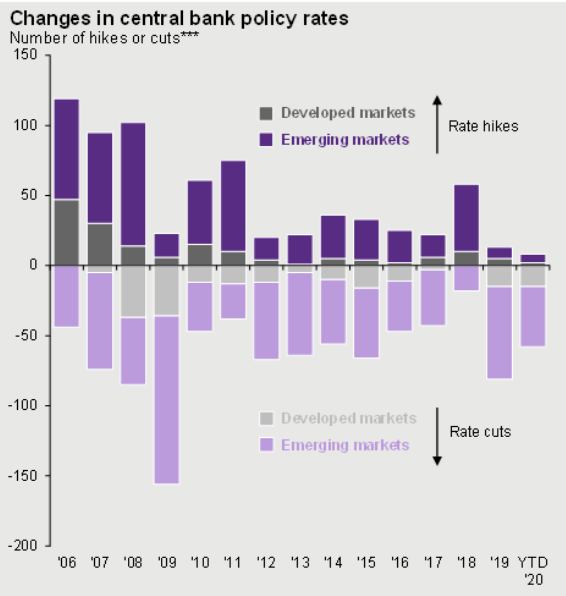 Changes in central bank policy rates
Number of hikes or cuts***
150
100
50
0
-50
-100
-150
-200
Developed markets
Emerging markets
Rate hikes
Developed markets
Emerging markets
Rate cuts
'06 '07 '08 '09 '10 '11 '12 '13 '14 '15 '16 '17 '18 '19 YTD '20